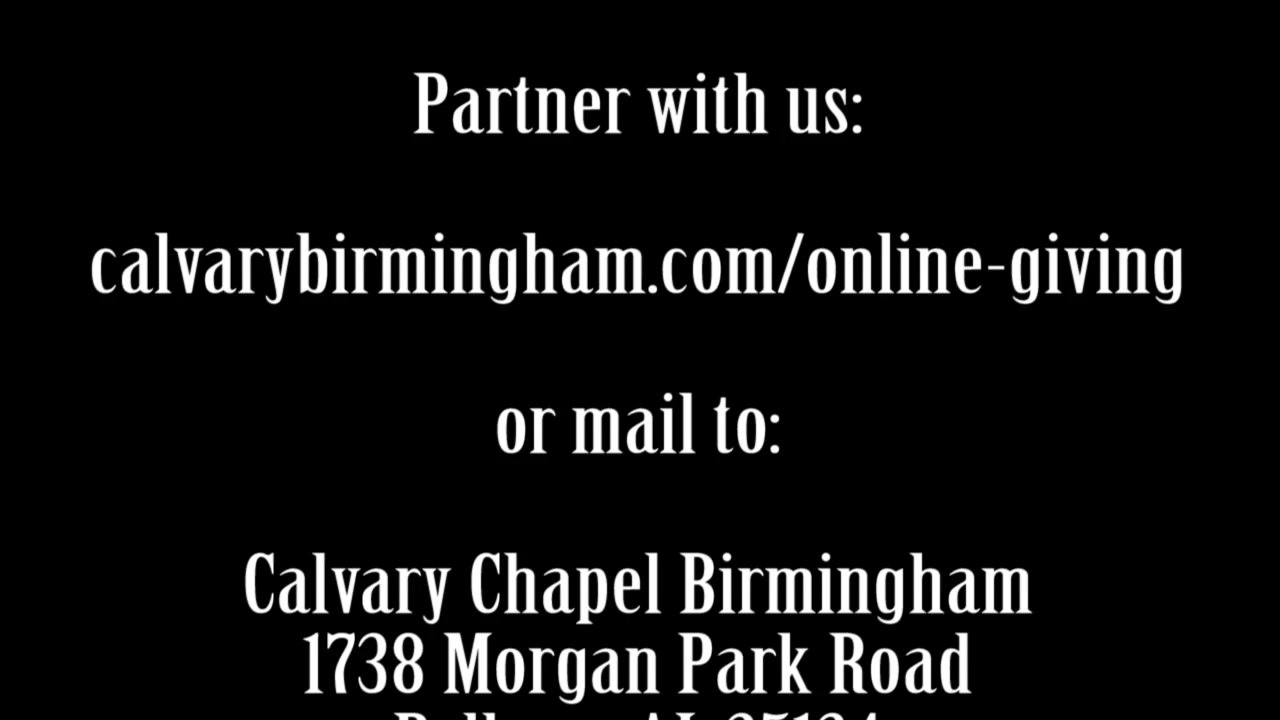 Partner with us:
calvarybirmingham.com/online-giving
or mail to:
Calvary Chapel Birmingham
1738 Morgan Park Road